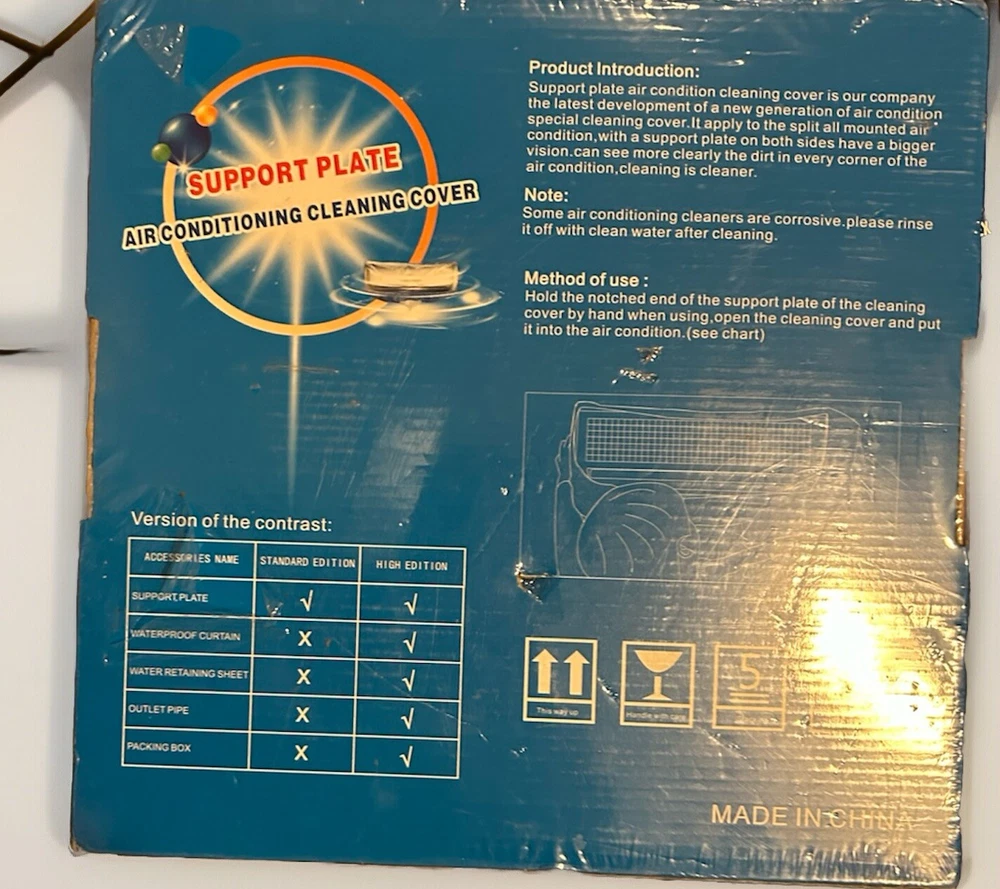 SUPPORT PLATE
AIR CONDITIONING CLEANING COVER
Product Introduction:
Support plate air condition cleaning cover is our company
the latest development of a new generation of air condition
special cleaning cover.It apply to the split all mounted air
condition,with a support plate on both sides have a bigger
vision.can see more clearly the dirt in every corner of the
air condition,cleaning is cleaner.
Note:
Some air conditioning cleaners are corrosive.please rinse
it off with clean water after cleaning.
Method of use :
Hold the notched end of the support plate of the cleaning
cover by hand when using,open the cleaning cover and put
it into the air condition.(see chart)
Version of the contrast:
ACCESSORIES NAME STANDARD EDITION HIGH EDITION
SUPPORT PLATE √ √
WATERPROOF CURTAIN X √
WATER RETAINING SHEET X √
OUTLET PIPE X √
PACKING BOX X √
This way up
Handle with care
5
MADE IN CHINA